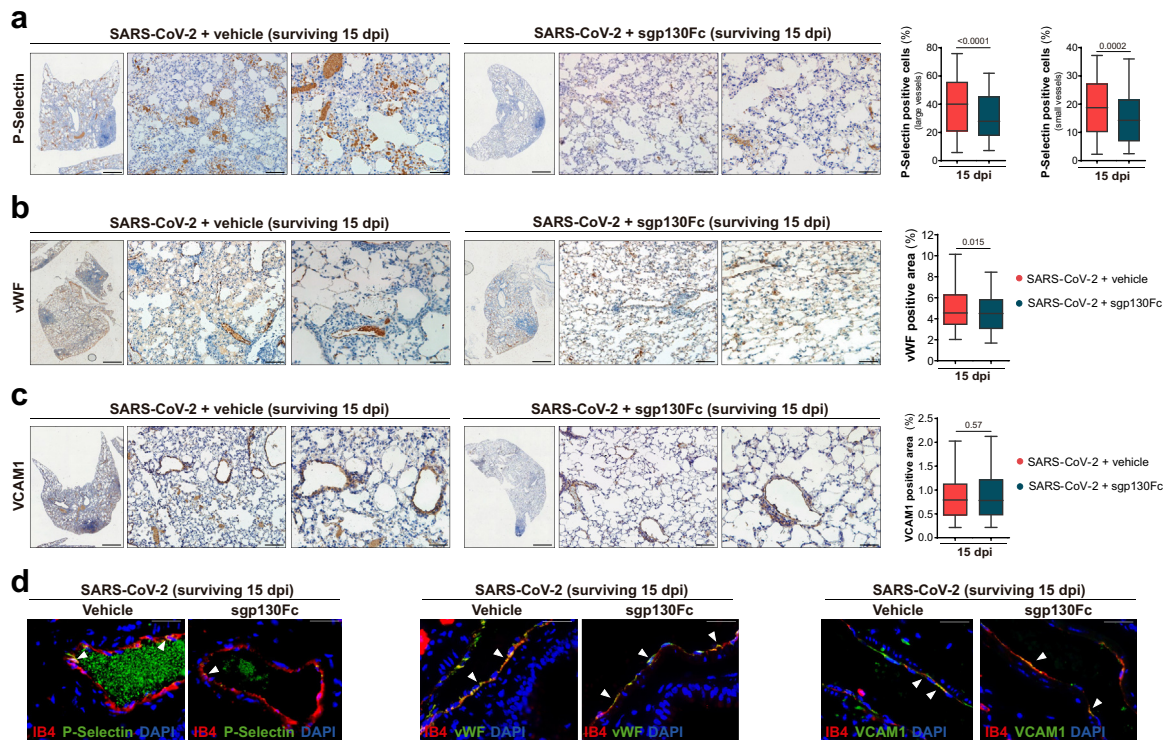 a
SARS-CoV-2 + vehicle (surviving 15 dpi)
SARS-CoV-2 + sgp130Fc (surviving 15 dpi)
P-Selectin
P-Selectin positive cells (%)
(large vessels)
80
60
40
20
0
<0.0001
15 dpi
P-Selectin positive cells (%)
(small vessels)
40
30
20
10
0
0.0002
15 dpi
b
SARS-CoV-2 + vehicle (surviving 15 dpi)
SARS-CoV-2 + sgp130Fc (surviving 15 dpi)
vWF
vWF positive area (%)
12
10
8
6
4
2
0
0.015
15 dpi
SARS-CoV-2 + vehicle
SARS-CoV-2 + sgp130Fc
c
SARS-CoV-2 + vehicle (surviving 15 dpi)
SARS-CoV-2 + sgp130Fc (surviving 15 dpi)
VCAM1
VCAM1 positive area (%)
2.5
2.0
1.5
1.0
0.5
0.0
0.57
15 dpi
SARS-CoV-2 + vehicle
SARS-CoV-2 + sgp130Fc
d
SARS-CoV-2 (surviving 15 dpi)
Vehicle
sgp130Fc
IB4 P-Selectin DAPI
IB4 P-Selectin DAPI
SARS-CoV-2 (surviving 15 dpi)
Vehicle
sgp130Fc
IB4 vWF DAPI
IB4 vWF DAPI
SARS-CoV-2 (surviving 15 dpi)
Vehicle
sgp130Fc
IB4 VCAM1 DAPI
IB4 VCAM1 DAPI